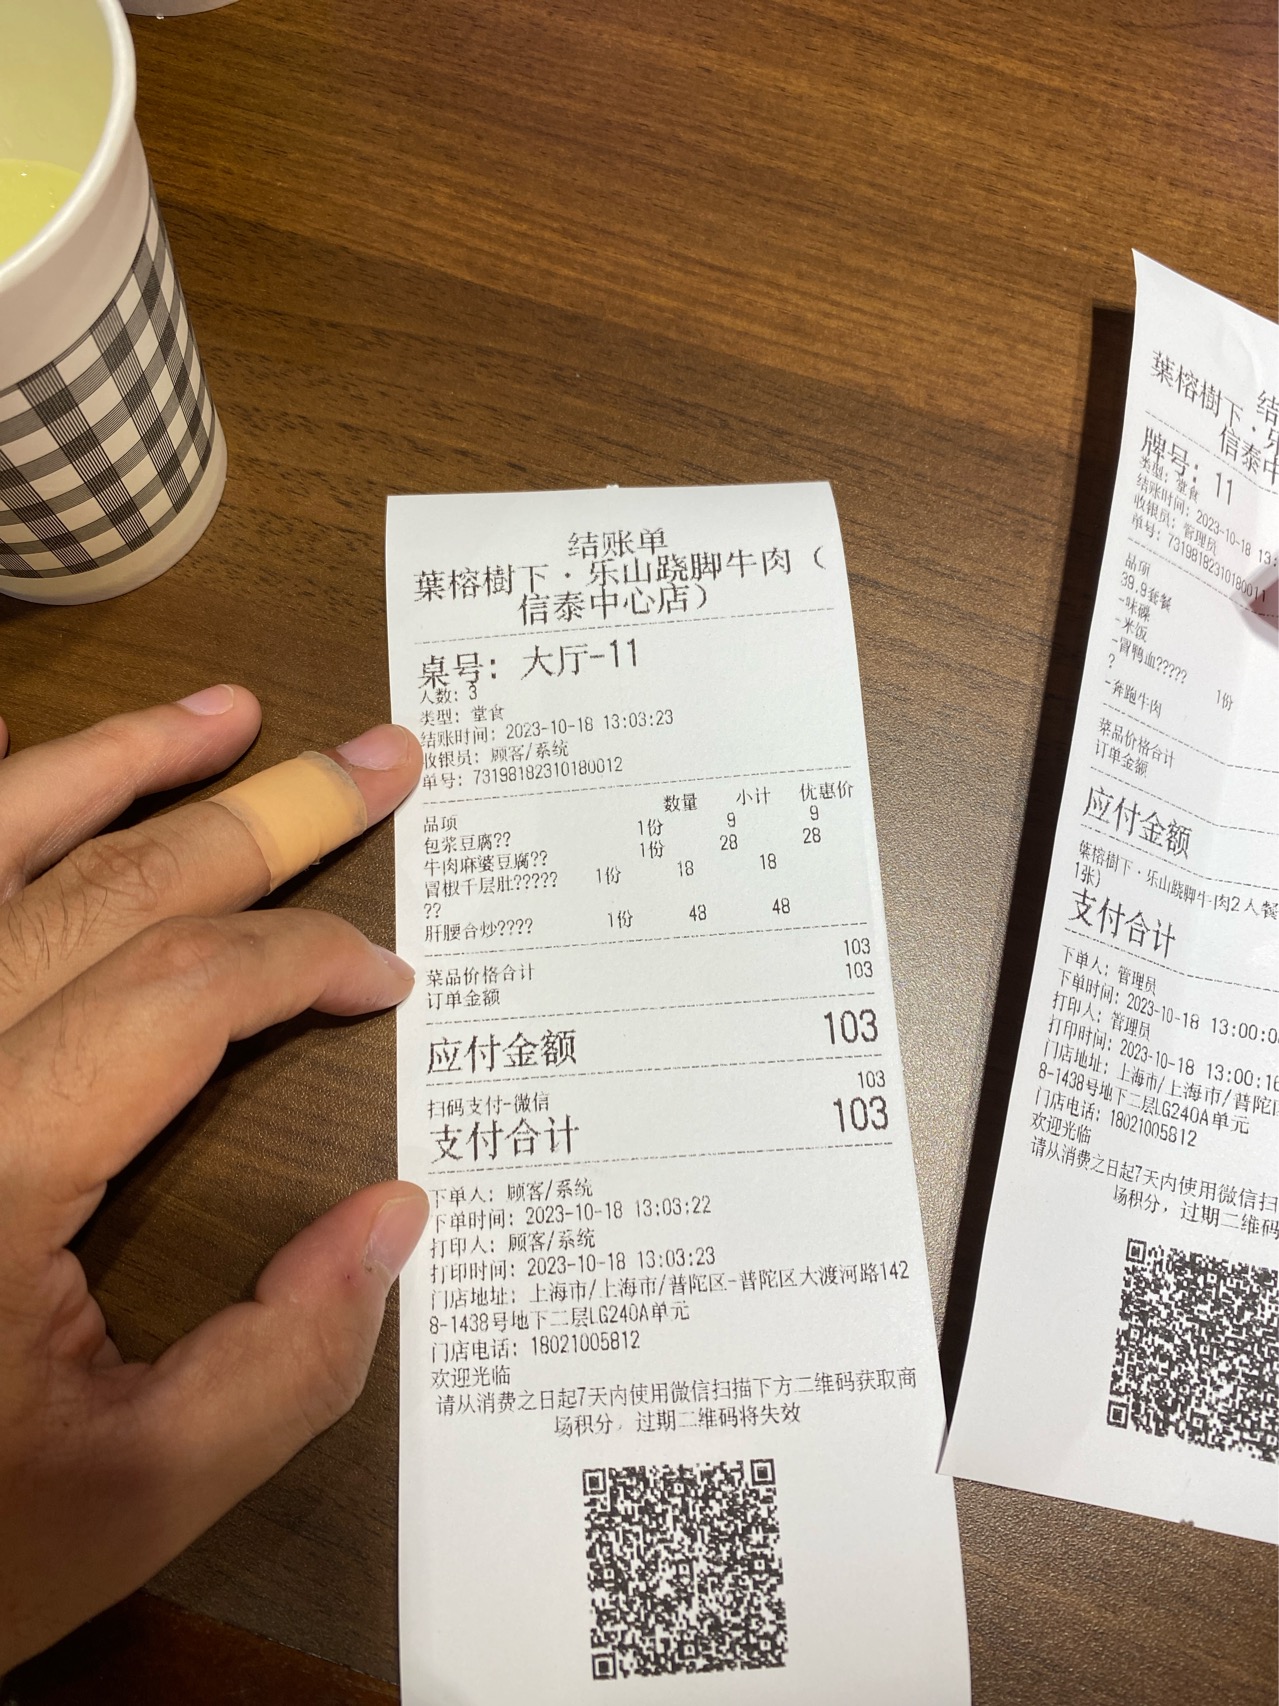 结账单
葉榕樹下·乐山跷脚牛肉（
信泰中心店）
桌号：大厅-11
人数：3
类型：堂食
结账时间：2023-10-18 13:03:23
收银员：顾客/系统
单号：73198182310180012
品项 数量 小计 优惠价
包浆豆腐?? 1份 9 9
牛肉麻婆豆腐?? 1份 28 28
冒椒千层肚????? 1份 18 18
??
肝腰合炒???? 1份 48 48
菜品价格合计 103
订单金额 103
应付金额 103
扫码支付-微信 103
支付合计 103
下单人：顾客/系统
下单时间：2023-10-18 13:03:22
打印人：顾客/系统
打印时间：2023-10-18 13:03:23
门店地址：上海市/上海市/普陀区-普陀区大渡河路142
8-1438号地下二层LG240A单元
门店电话：18021005812
欢迎光临
请从消费之日起7天内使用微信扫描下方二维码获取商
场积分，过期二维码将失效
结
葉榕樹下·乐
信泰中
牌号：11
类型：堂食
结账时间：2023-10-18 13:
收银员：管理员
单号：73198182310180011
品项
39.9套餐
-味碟
-米饭
-冒鸭血?????
?
1份
-奔跑牛肉
菜品价格合计
订单金额
应付金额
葉榕樹下·乐山跷脚牛肉2人餐
1张)
支付合计
下单人：管理员
下单时间：2023-10-18 13:00:0
打印人：管理员
打印时间：2023-10-18 13:00:16
门店地址：上海市/上海市/普陀
8-1438号地下二层LG240A单元
门店电话：18021005812
欢迎光临
请从消费之日起7天内使用微信扫
场积分，过期二维码